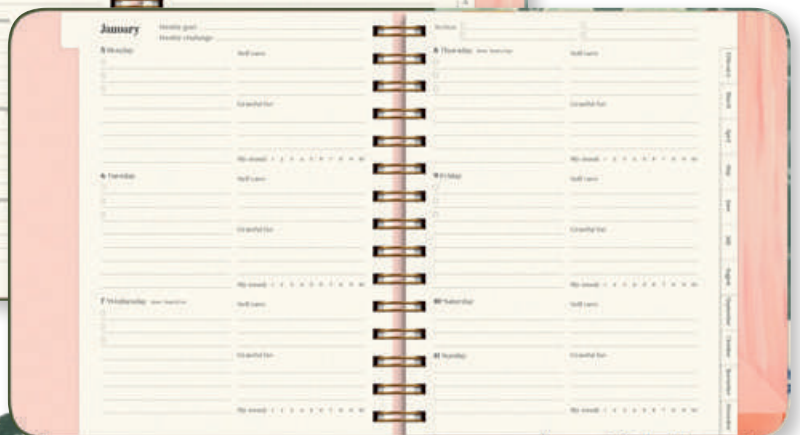 January
Weekly goal
Weekly challenge
5 Monday
Self care
Grateful for
My mood 1 2 3 4 5 6 7 8 9 10
6 Tuesday
Self care
Grateful for
My mood 1 2 3 4 5 6 7 8 9 10
7 Wednesday
Self care
Grateful for
My mood 1 2 3 4 5 6 7 8 9 10
8 Thursday
Self care
Grateful for
My mood 1 2 3 4 5 6 7 8 9 10
9 Friday
Self care
Grateful for
My mood 1 2 3 4 5 6 7 8 9 10
10 Saturday
Self care
11 Sunday
Grateful for
My mood 1 2 3 4 5 6 7 8 9 10
February
March
April
May
June
July
August
September
October
November
December